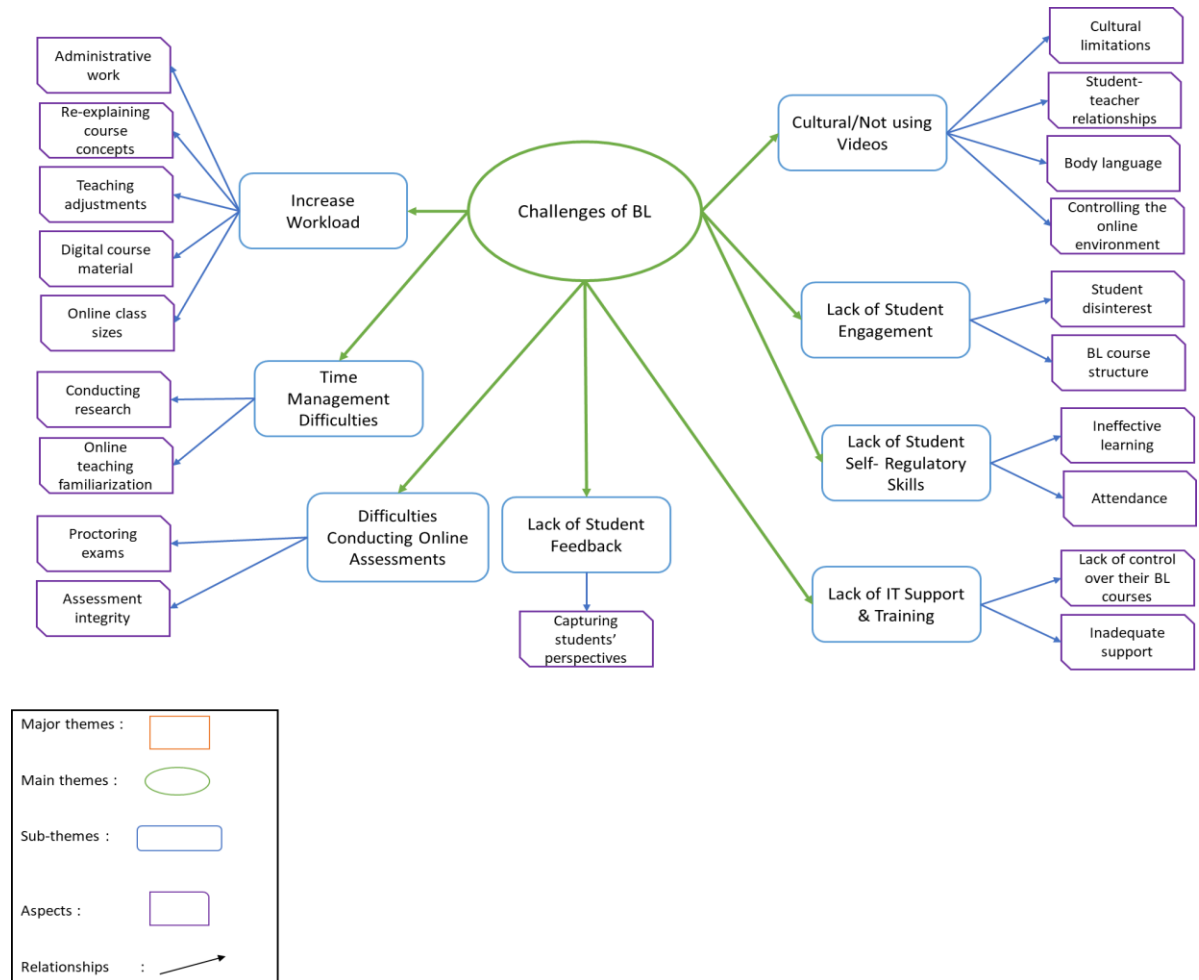 Administrative
work
Re-explaining
course
concepts
Teaching
adjustments
Digital course
material
Online class
sizes
Increase
Workload
Conducting
research
Online
teaching
familiarization
Time
Management
Difficulties
Proctoring
exams
Assessment
integrity
Difficulties
Conducting Online
Assessments
Challenges of BL
Lack of Student
Feedback
Capturing
students’
perspectives
Cultural/Not using
Videos
Cultural
limitations
Student-
teacher
relationships
Body language
Controlling the
online
environment
Lack of Student
Engagement
Student
disinterest
BL course
structure
Lack of Student
Self- Regulatory
Skills
Ineffective
learning
Attendance
Lack of IT Support
& Training
Lack of control
over their BL
courses
Inadequate
support
Major themes :
Main themes :
Sub-themes :
Aspects :
Relationships :